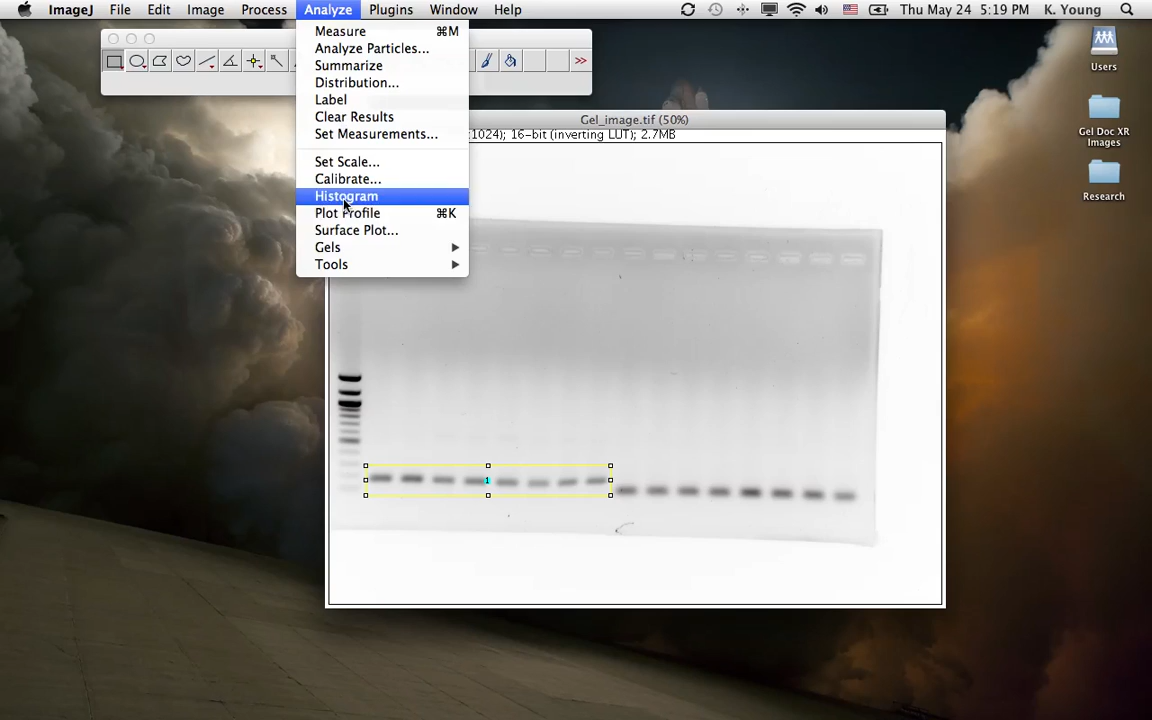 ImageJ File Edit Image Process Analyze Plugins Window Help Thu May 24 5:19 PM K. Young
Measure ⌘M
Analyze Particles...
Summarize
Distribution...
Label
Clear Results
Set Measurements...
Set Scale...
Calibrate...
Histogram
Plot Profile ⌘K
Surface Plot...
Gels
Tools
>>
Gel_image.tif (50%)
1024); 16-bit (inverting LUT); 2.7MB
1
Users
Gel Doc XR
Images
Research